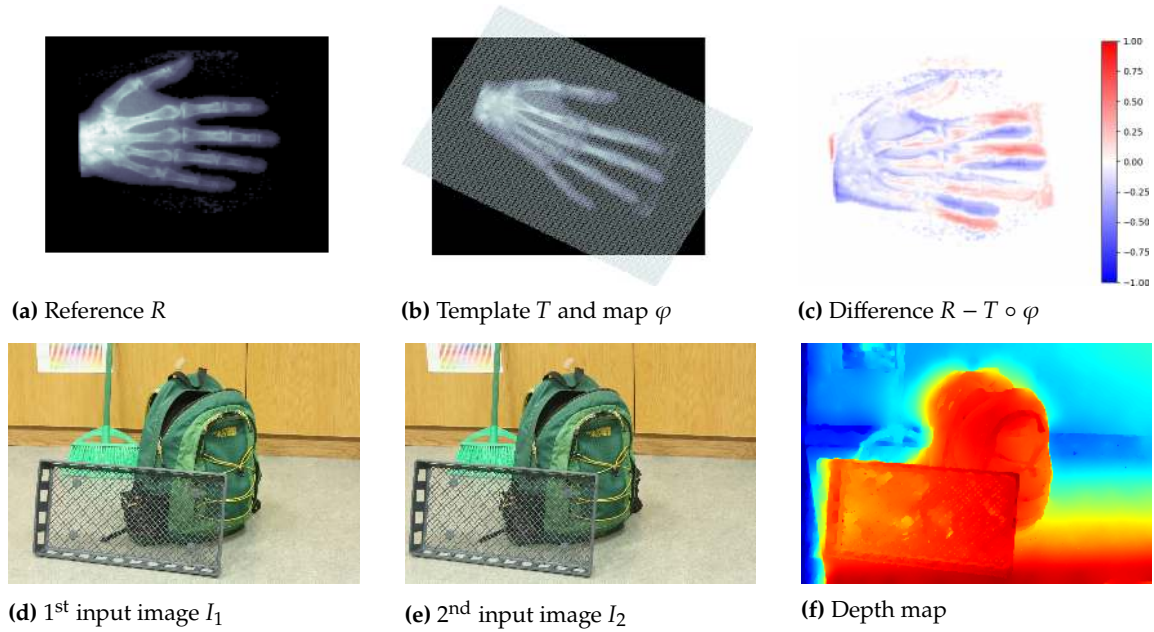 1.00
0.75
0.50
0.25
0.00
−0.25
−0.50
−0.75
−1.00
(a) Reference R
(b) Template T and map φ
(c) Difference R − T ∘ φ
(d) 1st input image I1
(e) 2nd input image I2
(f) Depth map